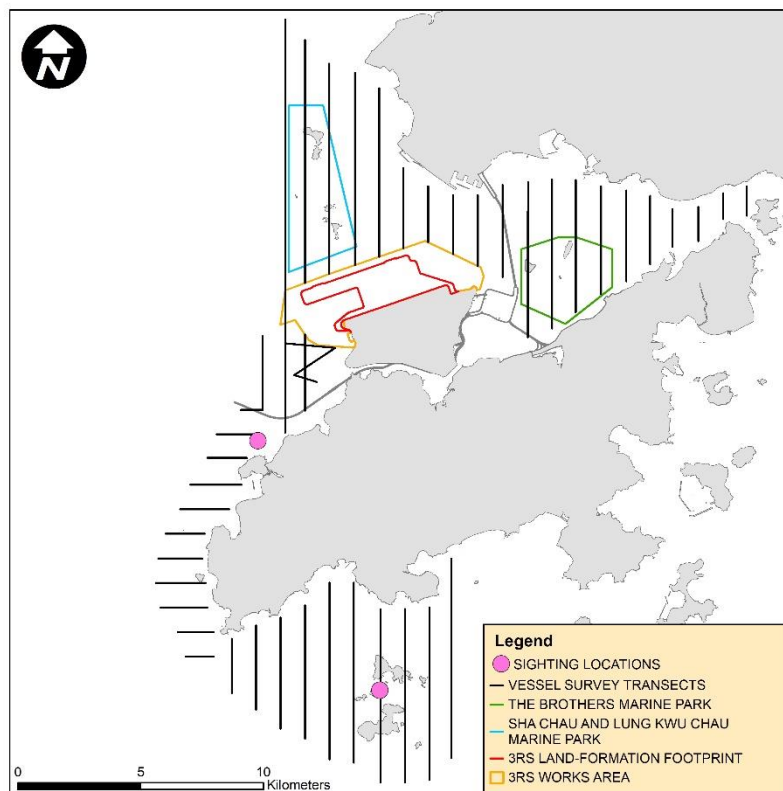 N
Legend
SIGHTING LOCATIONS
VESSEL SURVEY TRANSECTS
THE BROTHERS MARINE PARK
SHA CHAU AND LUNG KWU CHAU
MARINE PARK
3RS LAND-FORMATION FOOTPRINT
3RS WORKS AREA
0 5 10
Kilometers